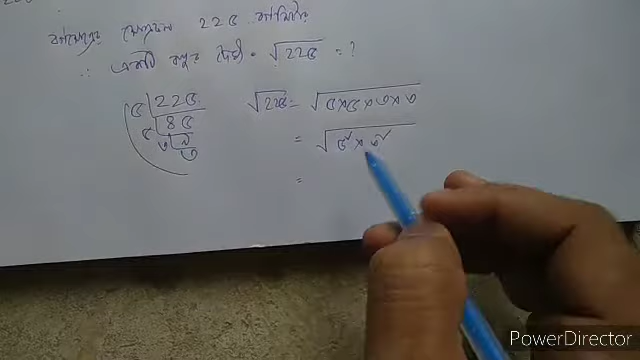 বর্গক্ষেত্রের ক্ষেত্রফল ২২৫ বর্গমিটার
∴ একটি বাহুর দৈর্ঘ্য = √২২৫ = ?
৫ | ২২৫
৫ | ৪৫
৩ | ৯
৩
√২২৫ = √৫×৫×৩×৩
= √৫²×৩²
=
PowerDirector